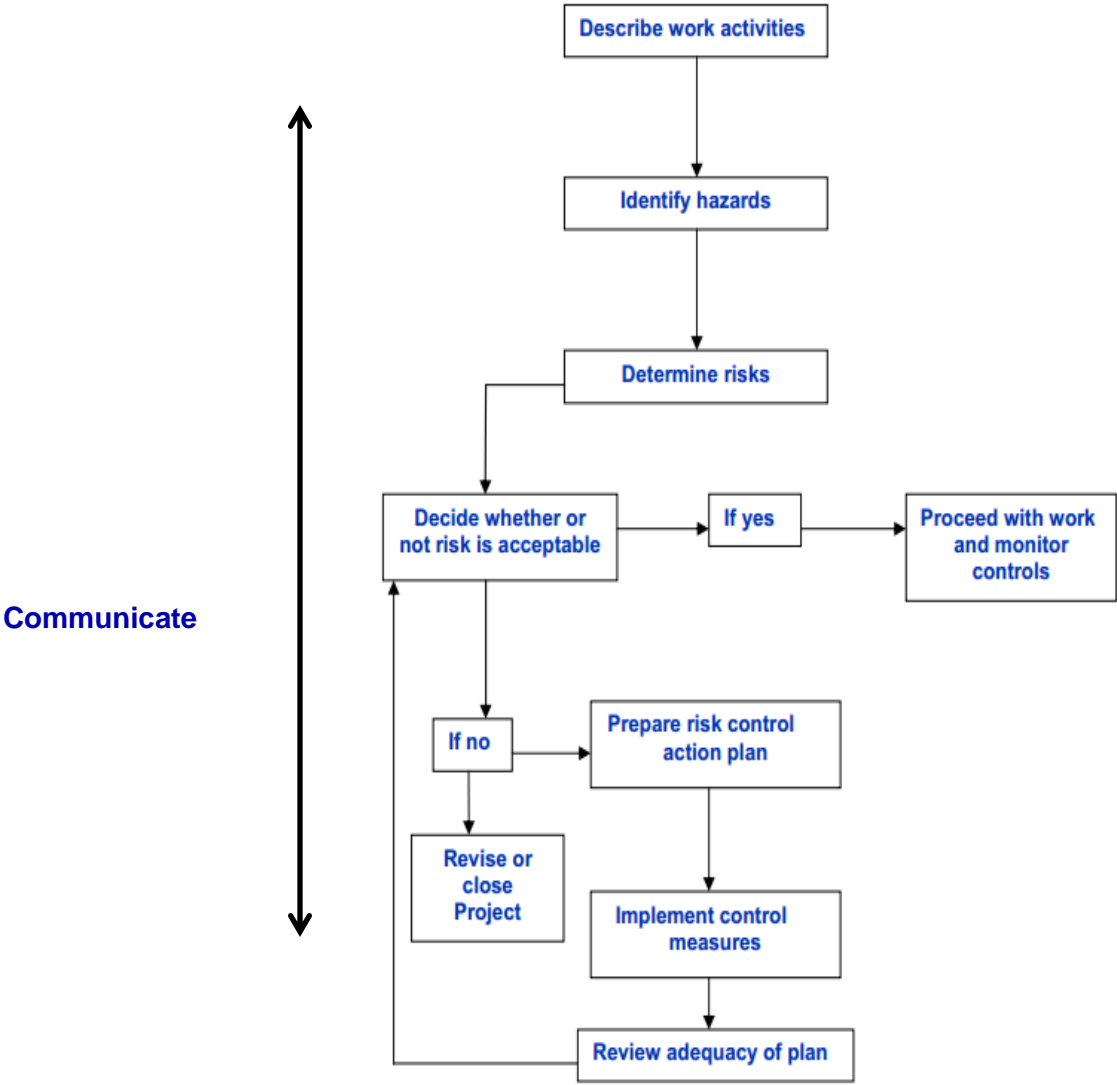 Describe work activities
Identify hazards
Determine risks
Decide whether or
not risk is acceptable
If yes
Proceed with work
and monitor
controls
Communicate
If no
Prepare risk control
action plan
Revise or
close
Project
Implement control
measures
Review adequacy of plan